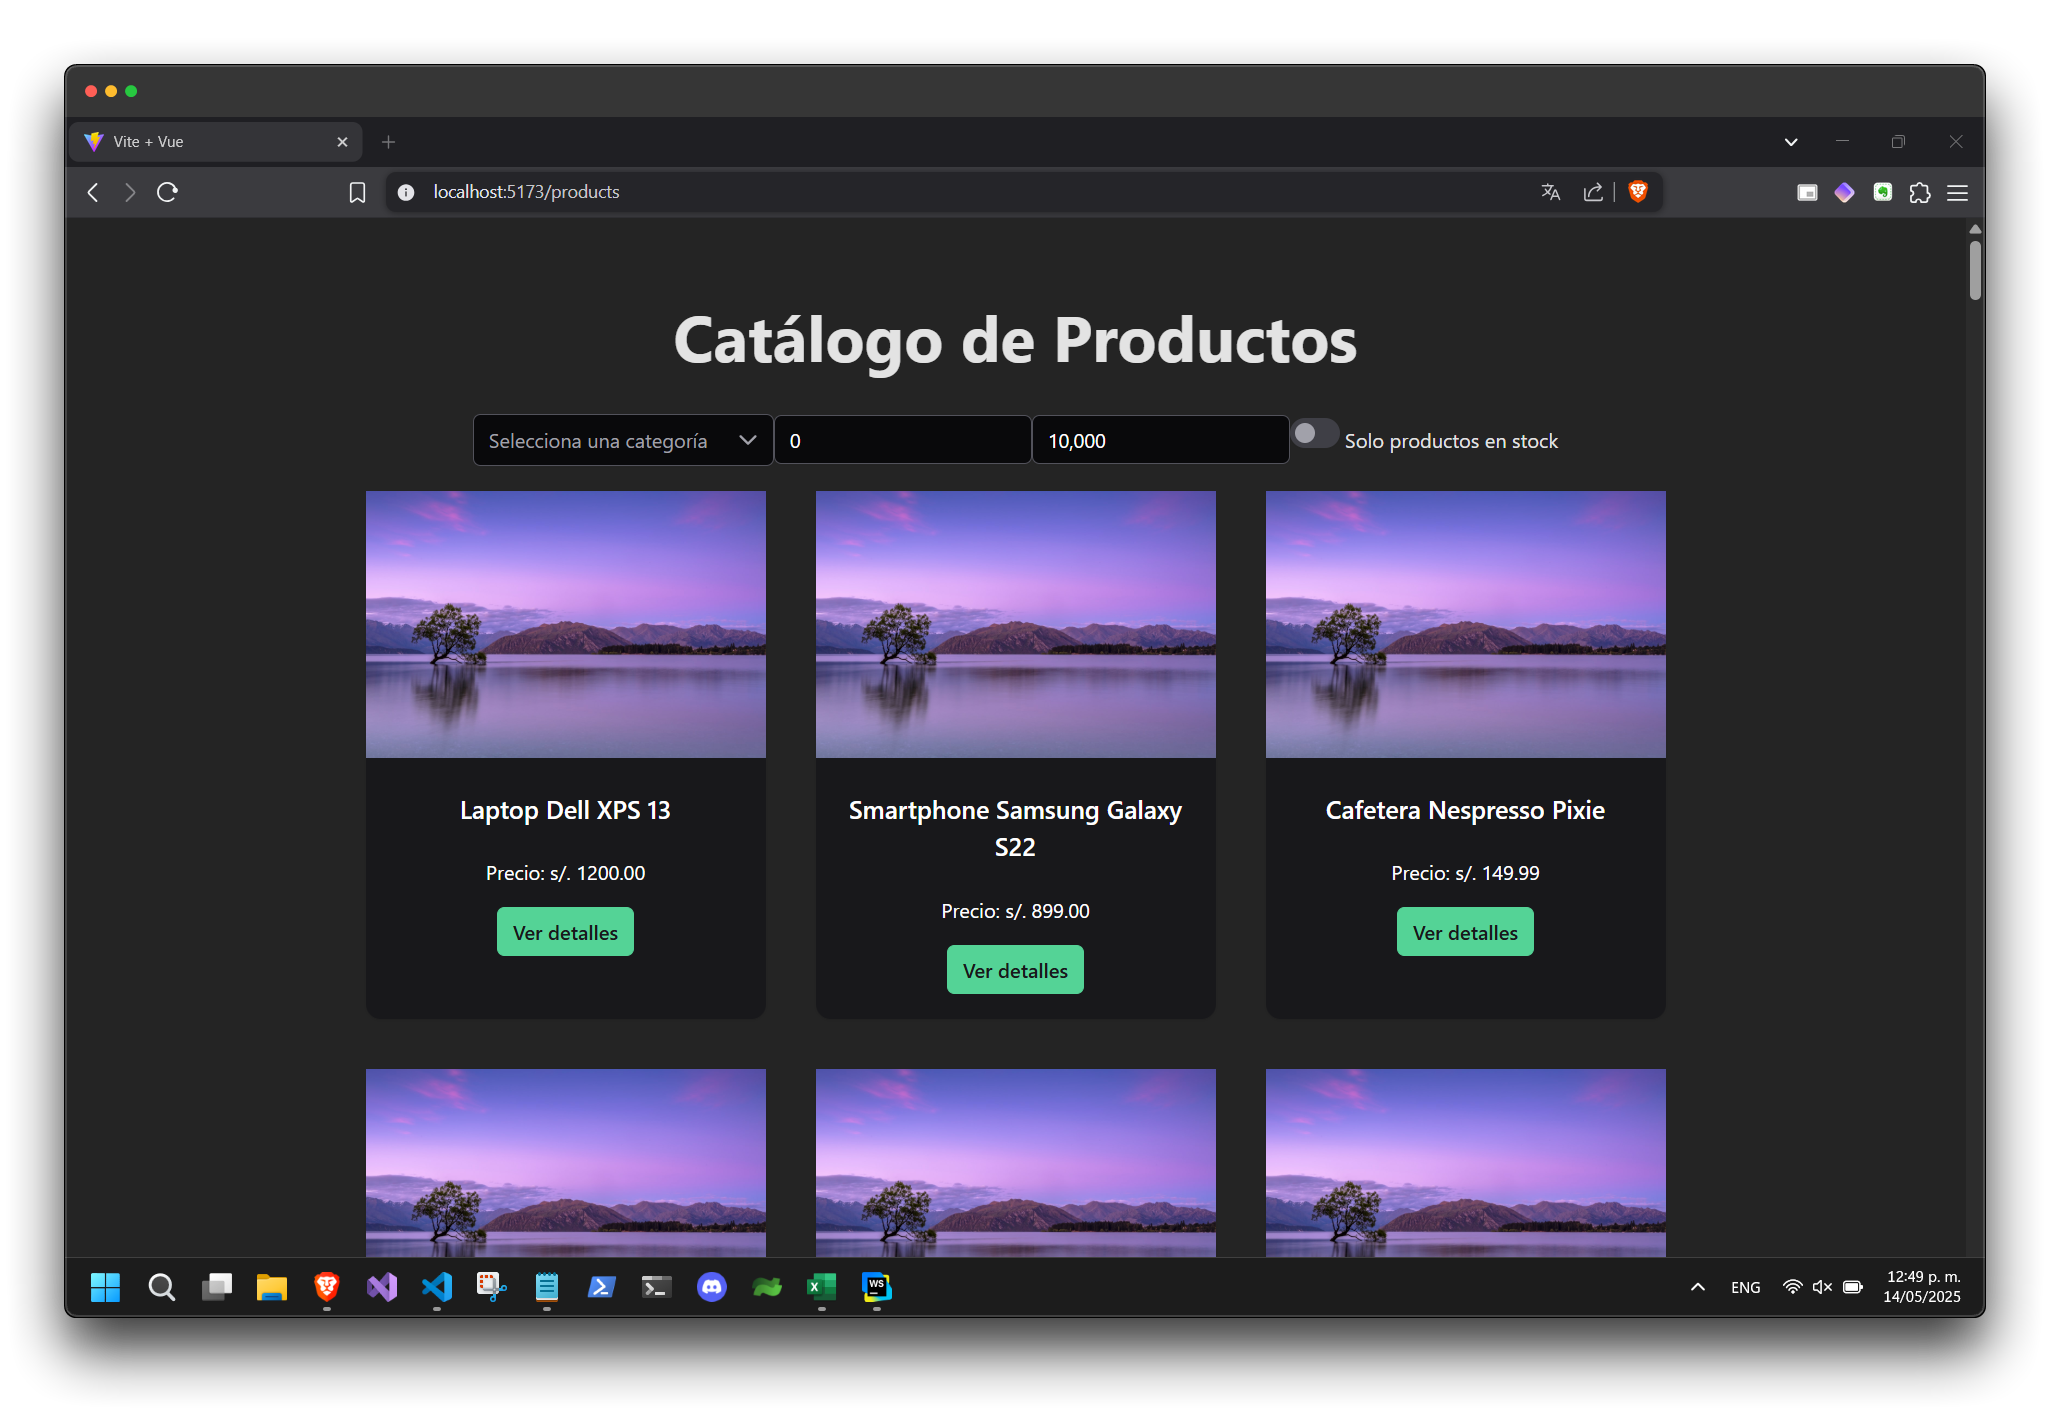 Vite + Vue
localhost:5173/products
Catálogo de Productos
Selecciona una categoría
0
10,000
Solo productos en stock
Laptop Dell XPS 13
Precio: s/. 1200.00
Ver detalles
Smartphone Samsung Galaxy
S22
Precio: s/. 899.00
Ver detalles
Cafetera Nespresso Pixie
Precio: s/. 149.99
Ver detalles
WS
ENG
12:49 p. m.
14/05/2025